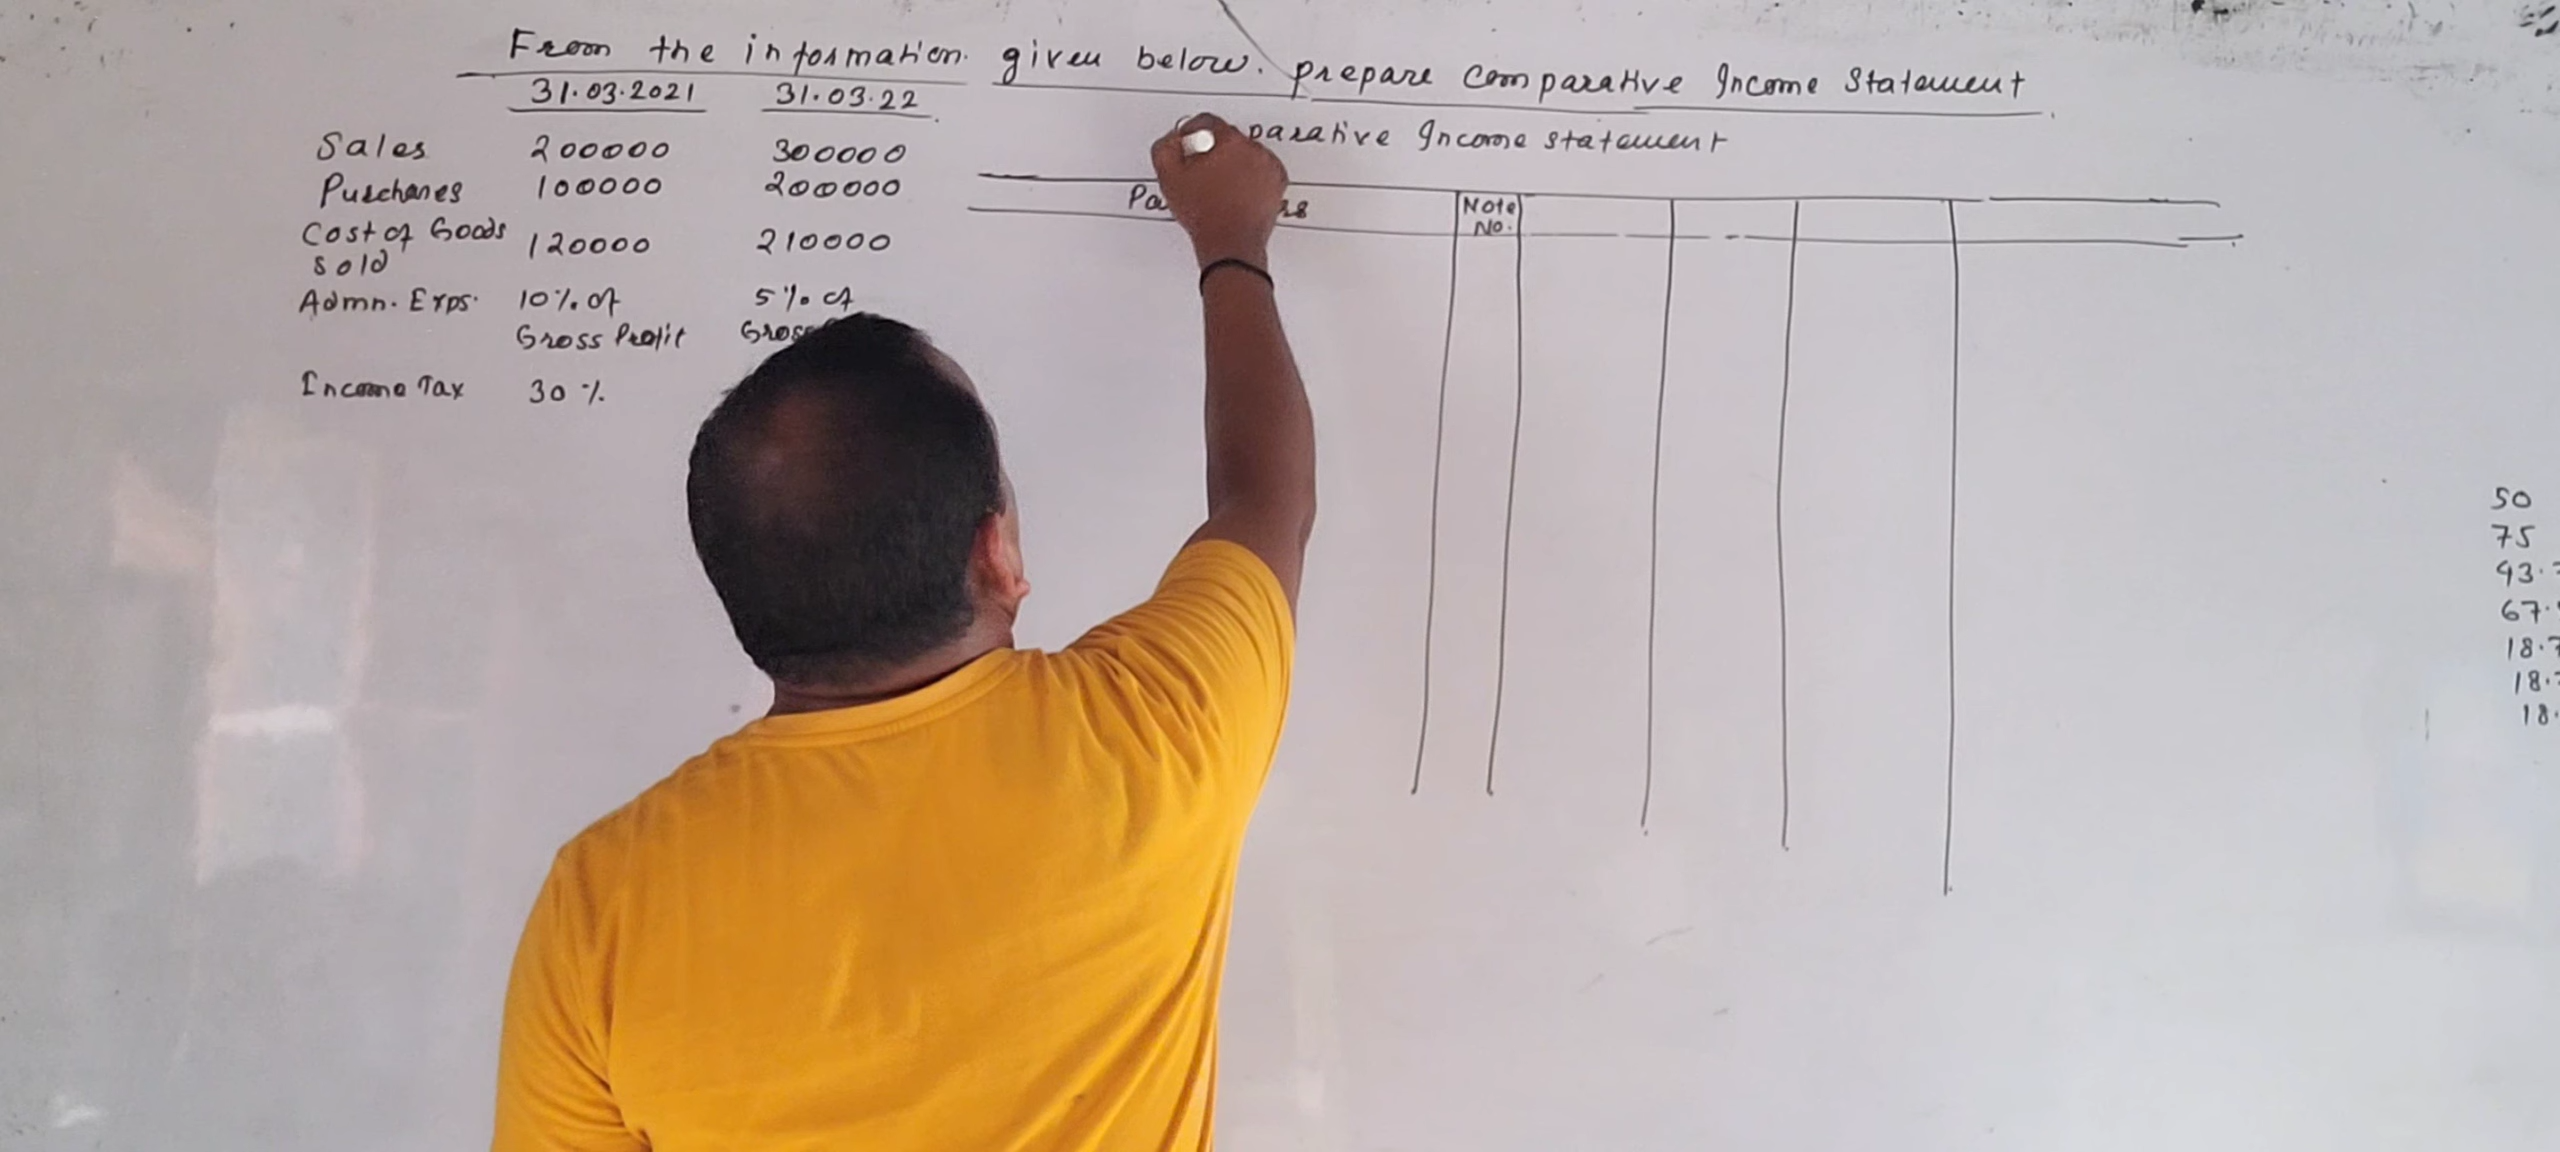 From the information. given below. prepare comparative Income Statement
31.03.2021 31.03.22
Sales 200000 300000
Purchases 100000 200000
Cost of Goods Sold 120000 210000
Admn. Exps. 10% of Gross Profit 5% of
Income Tax 30%
Income statement
Note No.
50
75